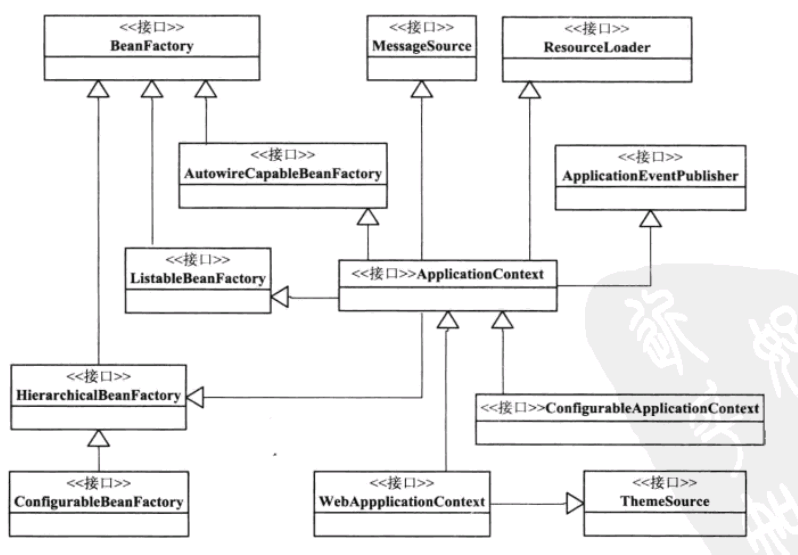 <<接口>>
BeanFactory
<<接口>>
MessageSource
<<接口>>
ResourceLoader
<<接口>>
AutowireCapableBeanFactory
<<接口>>
ApplicationEventPublisher
<<接口>>
ListableBeanFactory
<<接口>>ApplicationContext
<<接口>>
HierarchicalBeanFactory
<<接口>>ConfigurableApplicationContext
<<接口>>
ConfigurableBeanFactory
<<接口>>
WebAppplicationContext
<<接口>>
ThemeSource